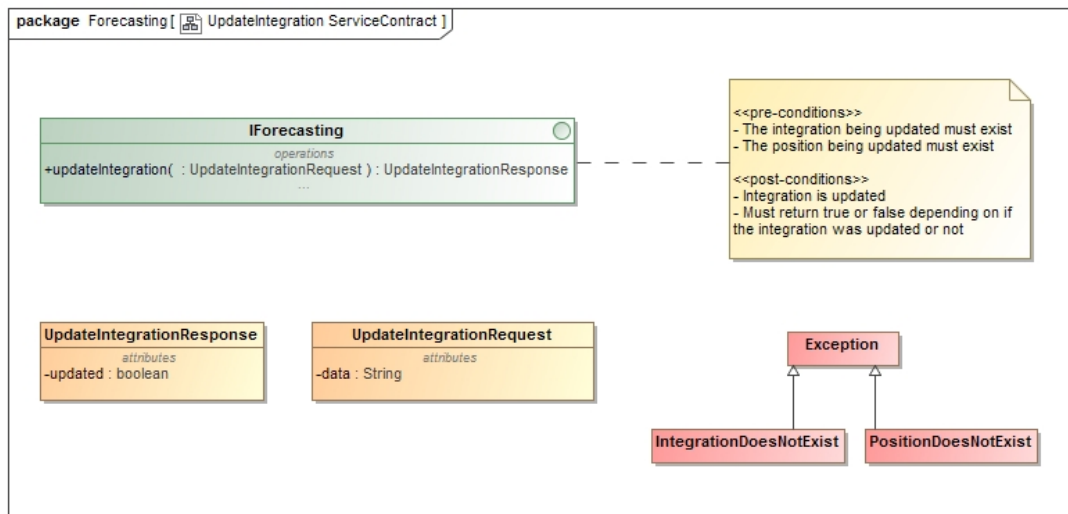 package Forecasting [ UpdateIntegration ServiceContract ]
IForecasting
operations
+updateIntegration( : UpdateIntegrationRequest ) : UpdateIntegrationResponse
...
<<pre-conditions>>
- The integration being updated must exist
- The position being updated must exist
<<post-conditions>>
- Integration is updated
- Must return true or false depending on if
the integration was updated or not
UpdateIntegrationResponse
attributes
-updated : boolean
UpdateIntegrationRequest
attributes
-data : String
Exception
IntegrationDoesNotExist
PositionDoesNotExist